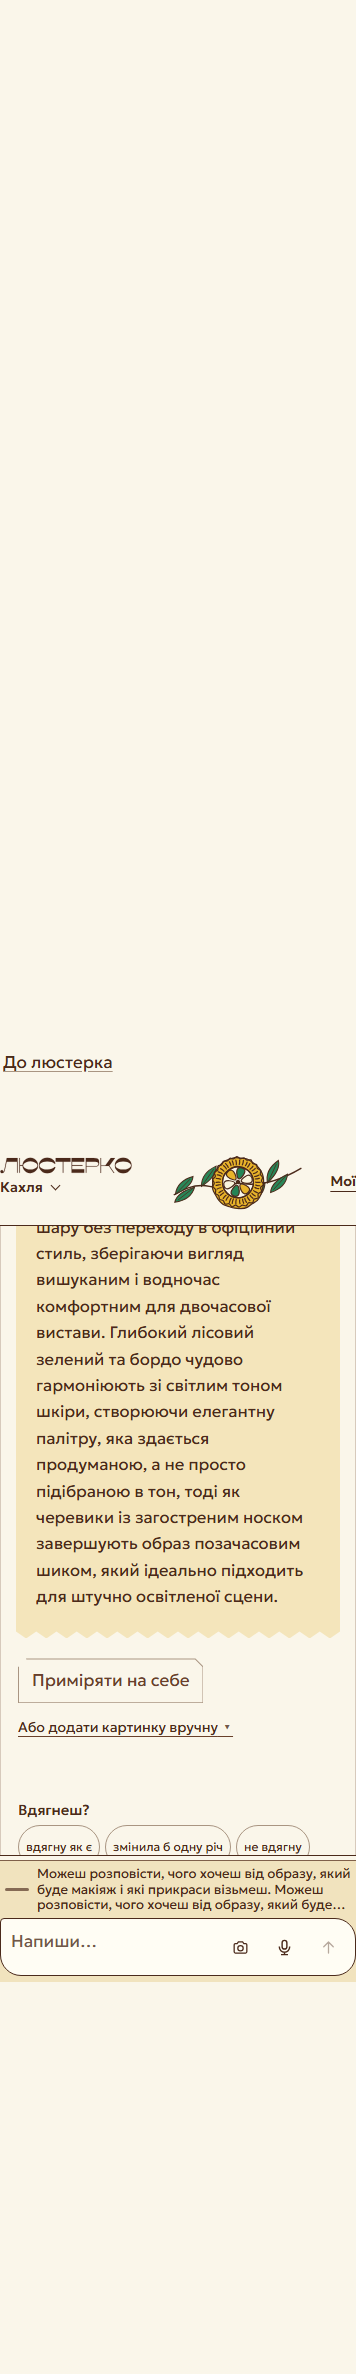 До люстерка
ЛЮСТЕРКО
Кахля
Мої
шару без переходу в офіційний
стиль, зберігаючи вигляд
вишуканим і водночас
комфортним для двочасової
вистави. Глибокий лісовий
зелений та бордо чудово
гармоніюють зі світлим тоном
шкіри, створюючи елегантну
палітру, яка здається
продуманою, а не просто
підібраною в тон, тоді як
черевики із загостреним носком
завершують образ позачасовим
шиком, який ідеально підходить
для штучно освітленої сцени.
Приміряти на себе
Або додати картинку вручну
Вдягнеш?
вдягну як є
змінила б одну річ
не вдягну
Можеш розповісти, чого хочеш від образу, який
буде макіяж і які прикраси візьмеш. Можеш
розповісти, чого хочеш від образу, який буде…
Напиши…